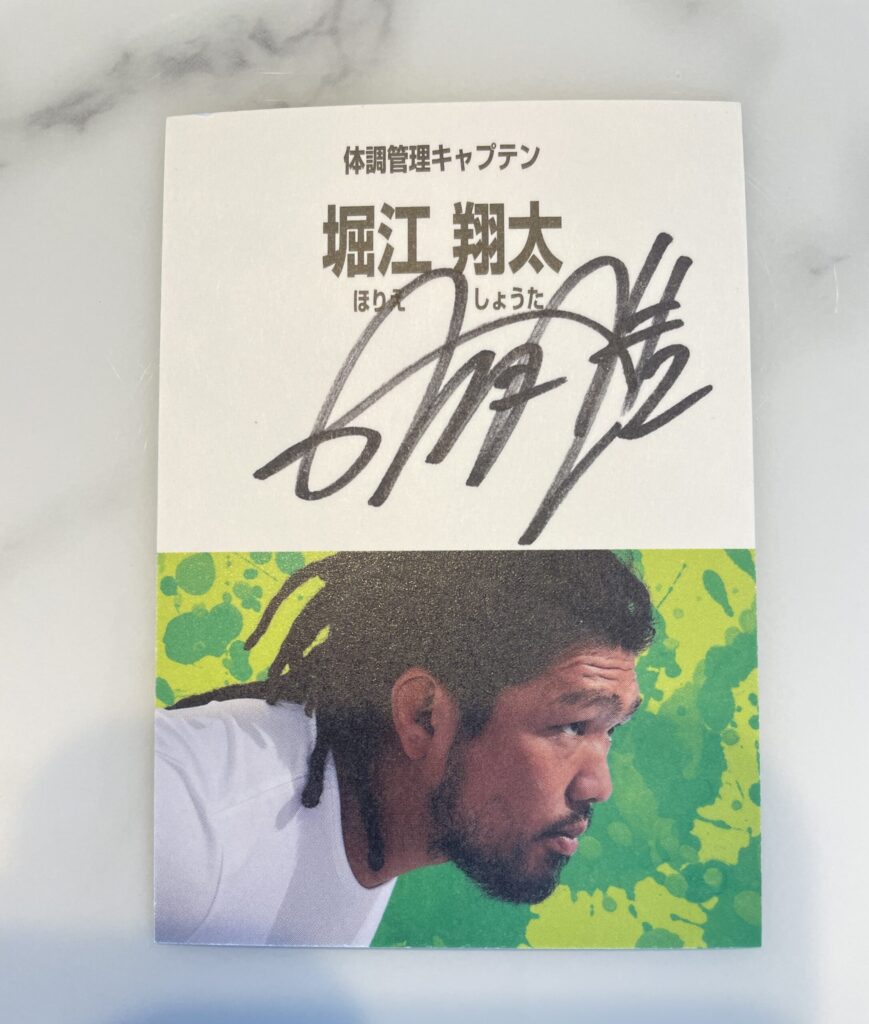 体調管理キャプテン
堀江 翔太
ほりえ しょうた